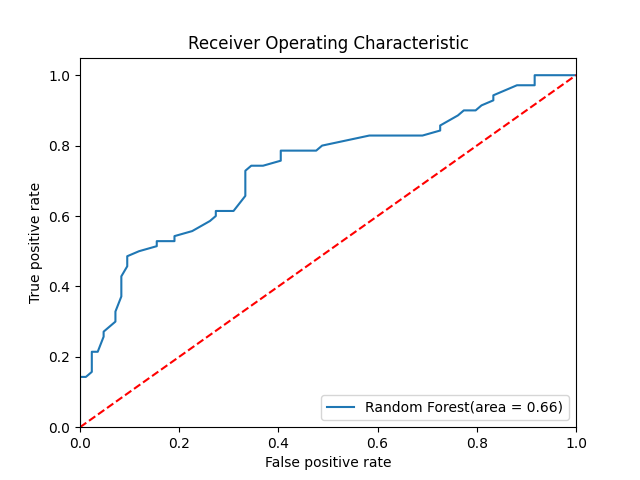 Receiver Operating Characteristic
True positive rate
1.0
0.8
0.6
0.4
0.2
0.0
Random Forest(area = 0.66)
0.0 0.2 0.4 0.6 0.8 1.0
False positive rate